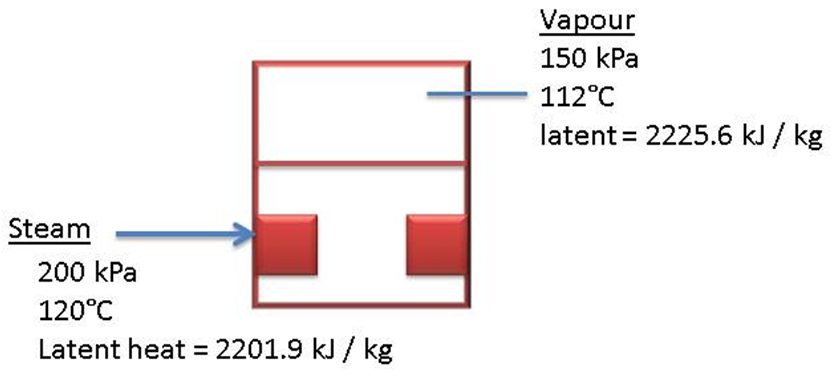 Vapour
150 kPa
112°C
latent = 2225.6 kJ / kg
Steam
200 kPa
120°C
Latent heat = 2201.9 kJ / kg